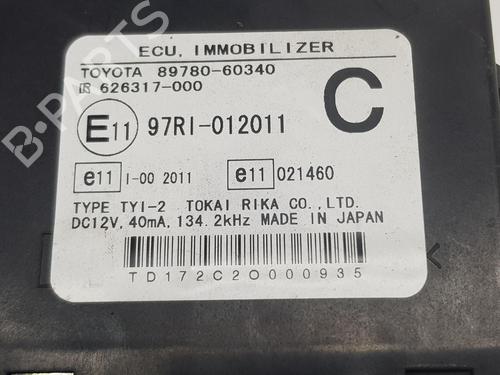 ECU, IMMOBILIZER
TOYOTA 89780-60340
626317-000
C
E11 97RI-012011
e11 I-00 2011 e11 021460
TYPE TYI-2 TOKAI RIKA CO.,LTD.
DC12V, 40mA, 134.2kHz MADE IN JAPAN
TD172C20000935
B-PARTS